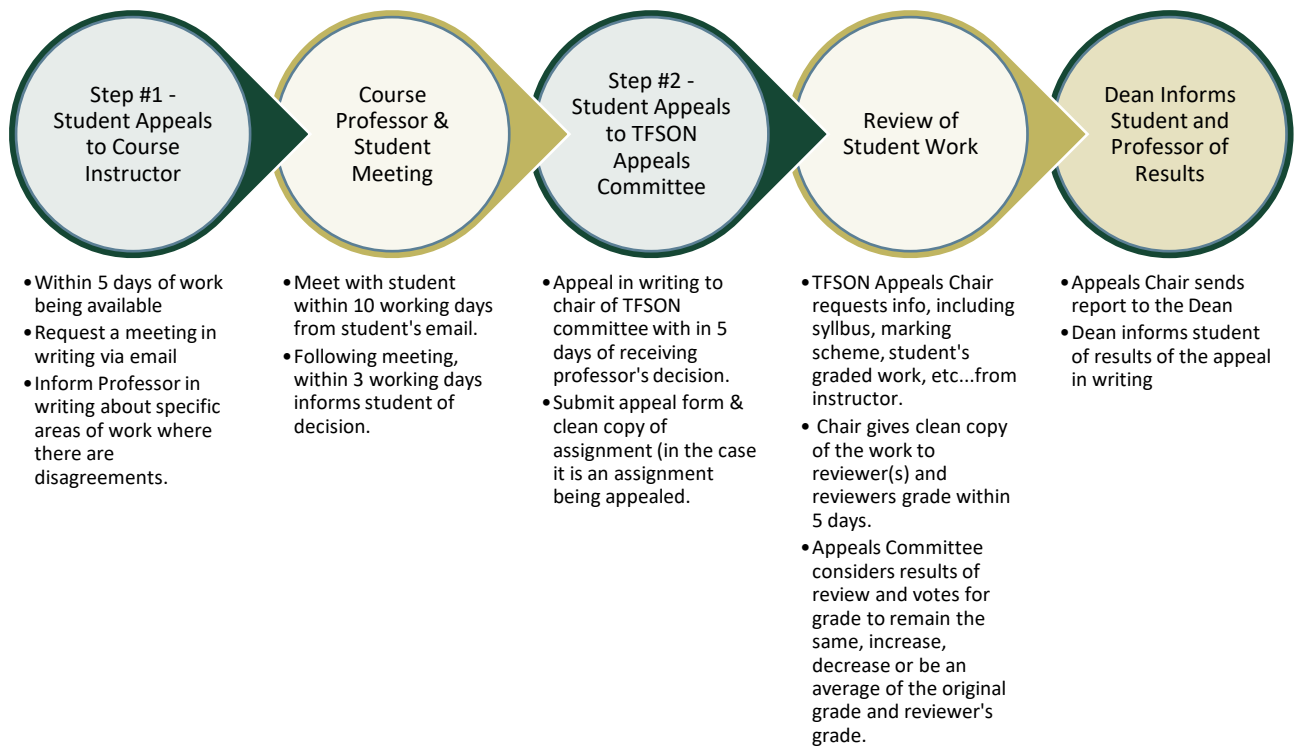 Step #1 -
Student Appeals
to Course
Instructor
•Within 5 days of work
being available
•Request a meeting in
writing via email
•Inform Professor in
writing about specific
areas of work where
there are
disagreements.
Course
Professor &
Student
Meeting
•Meet with student
within 10 working days
from student's email.
•Following meeting,
within 3 working days
informs student of
decision.
Step #2 -
Student Appeals
to TFSON
Appeals
Committee
•Appeal in writing to
chair of TFSON
committee with in 5
days of receiving
professor's decision.
•Submit appeal form &
clean copy of
assignment (in the case
it is an assignment
being appealed.
Review of
Student Work
•TFSON Appeals Chair
requests info, including
syllbus, marking
scheme, student's
graded work, etc...from
instructor.
• Chair gives clean copy
of the work to
reviewer(s) and
reviewers grade within
5 days.
•Appeals Committee
considers results of
review and votes for
grade to remain the
same, increase,
decrease or be an
average of the original
grade and reviewer's
grade.
Dean Informs
Student and
Professor of
Results
•Appeals Chair sends
report to the Dean
•Dean informs student
of results of the appeal
in writing